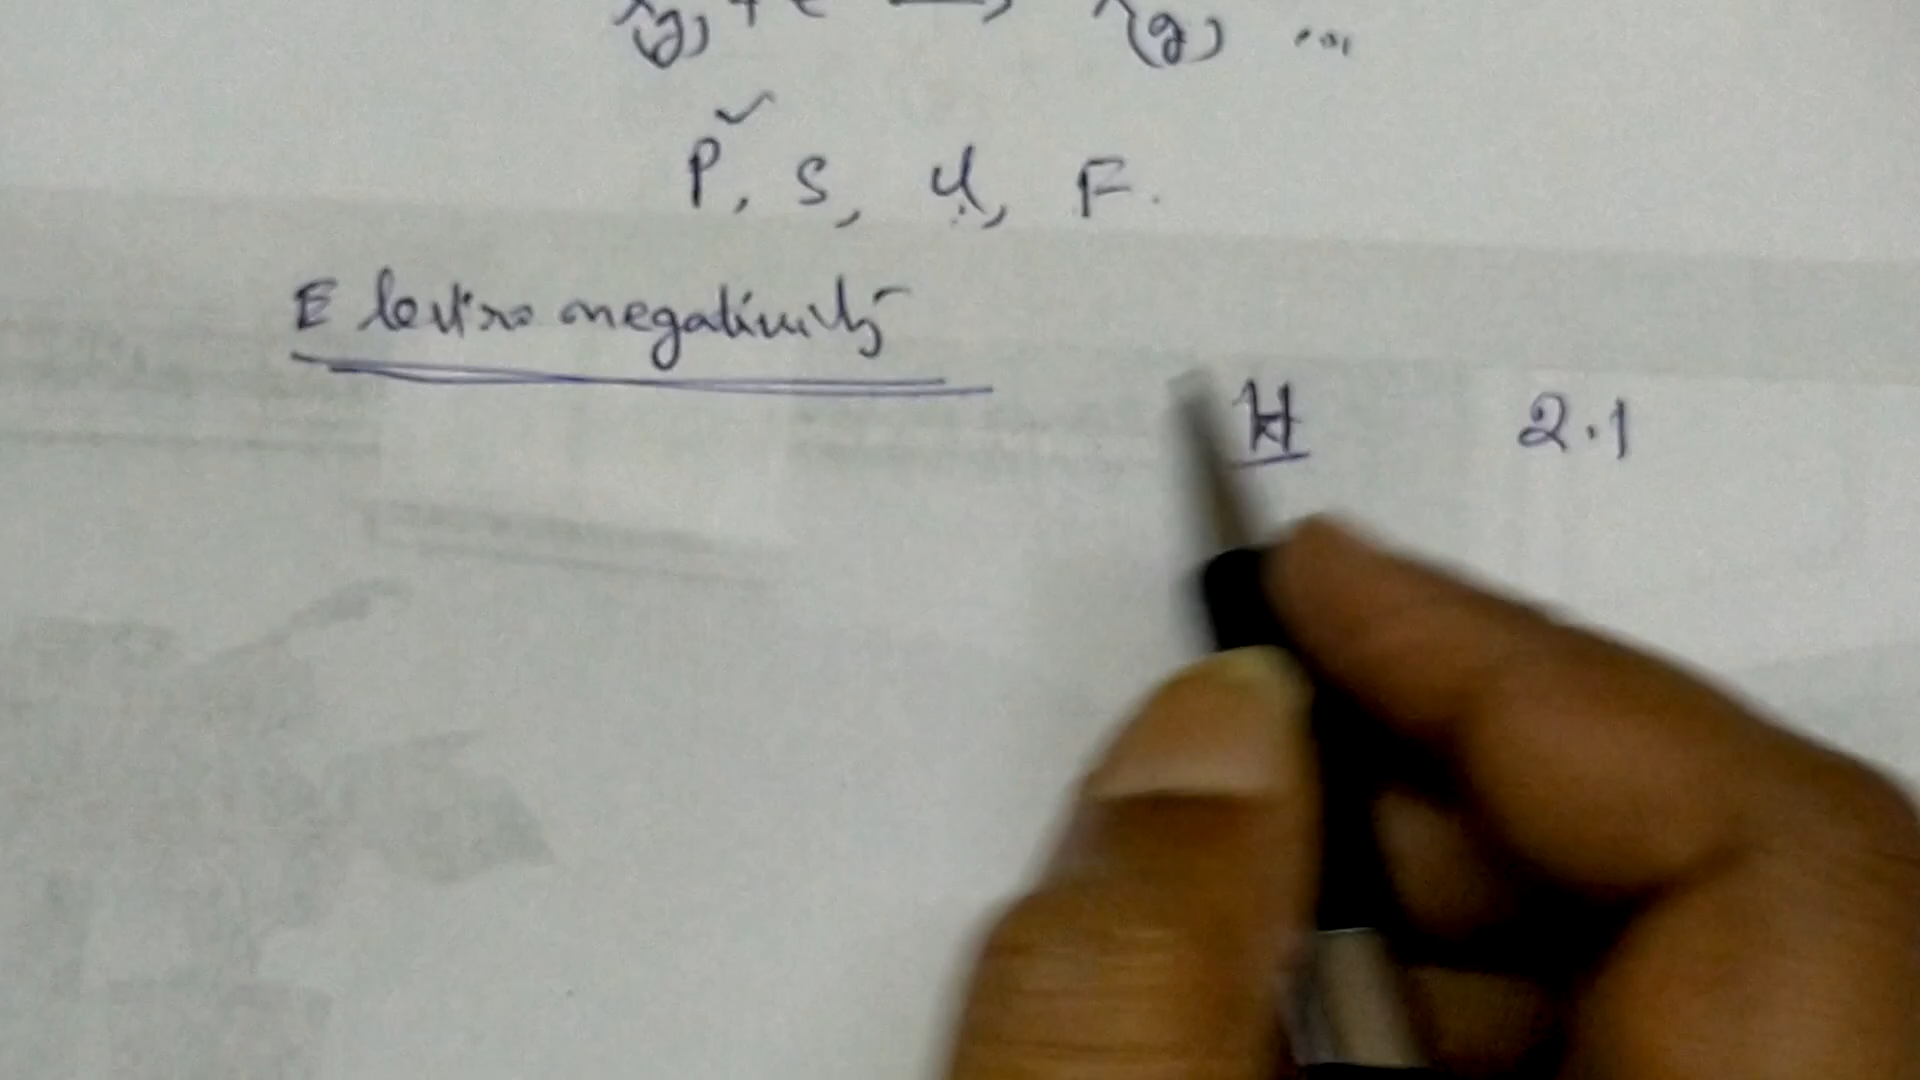 (g) + e ⟶ (g) ...
P, S, Cl, F.
Electronegativity
H 2.1